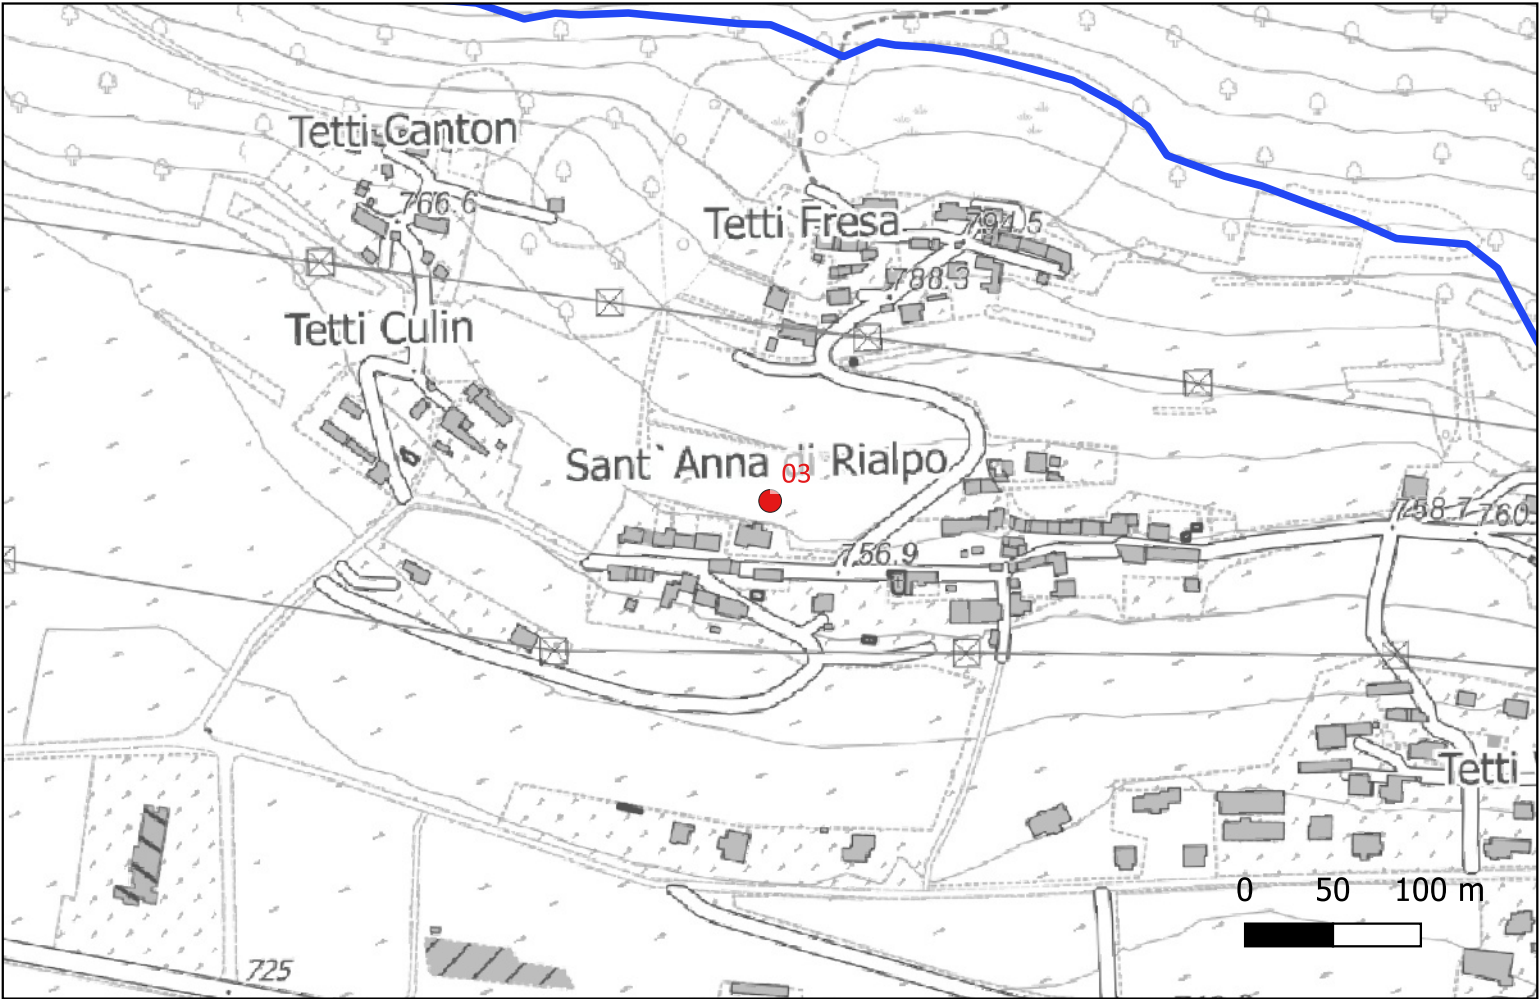 Tetti Canton
766.6
Tetti Fresa
794.5
788.3
Tetti Culin
Sant` Anna di Rialpo
03
758.7
760
756.9
Tetti
0 50 100 m
725